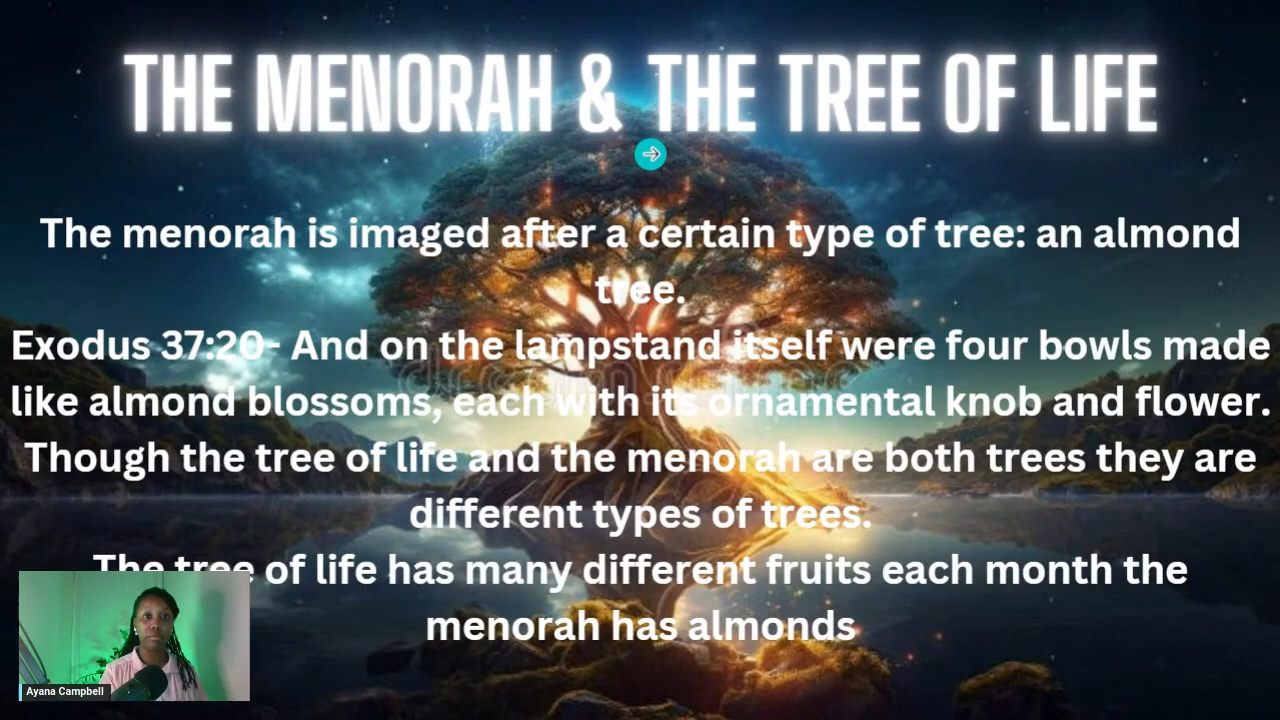 THE MENORAH & THE TREE OF LIFE
The menorah is imaged after a certain type of tree: an almond
tree.
Exodus 37:20- And on the lampstand itself were four bowls made
like almond blossoms, each with its ornamental knob and flower.
Though the tree of life and the menorah are both trees they are
different types of trees.
The tree of life has many different fruits each month the
menorah has almonds
Ayana Campbell